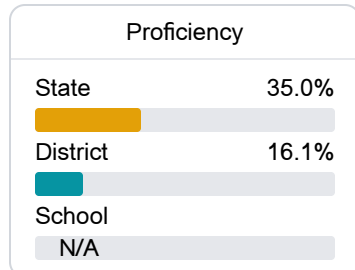 Proficiency
State 35.0%
District 16.1%
School
N/A